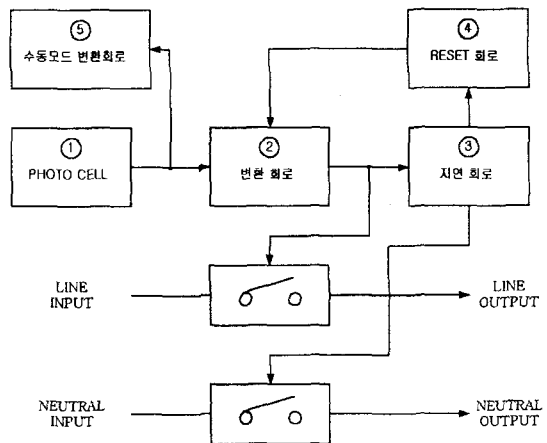 ⑤
수동모드 변환회로
④
RESET 회로
①
PHOTO CELL
②
변환 회로
③
지연 회로
LINE
INPUT
LINE
OUTPUT
NEUTRAL
INPUT
NEUTRAL
OUTPUT